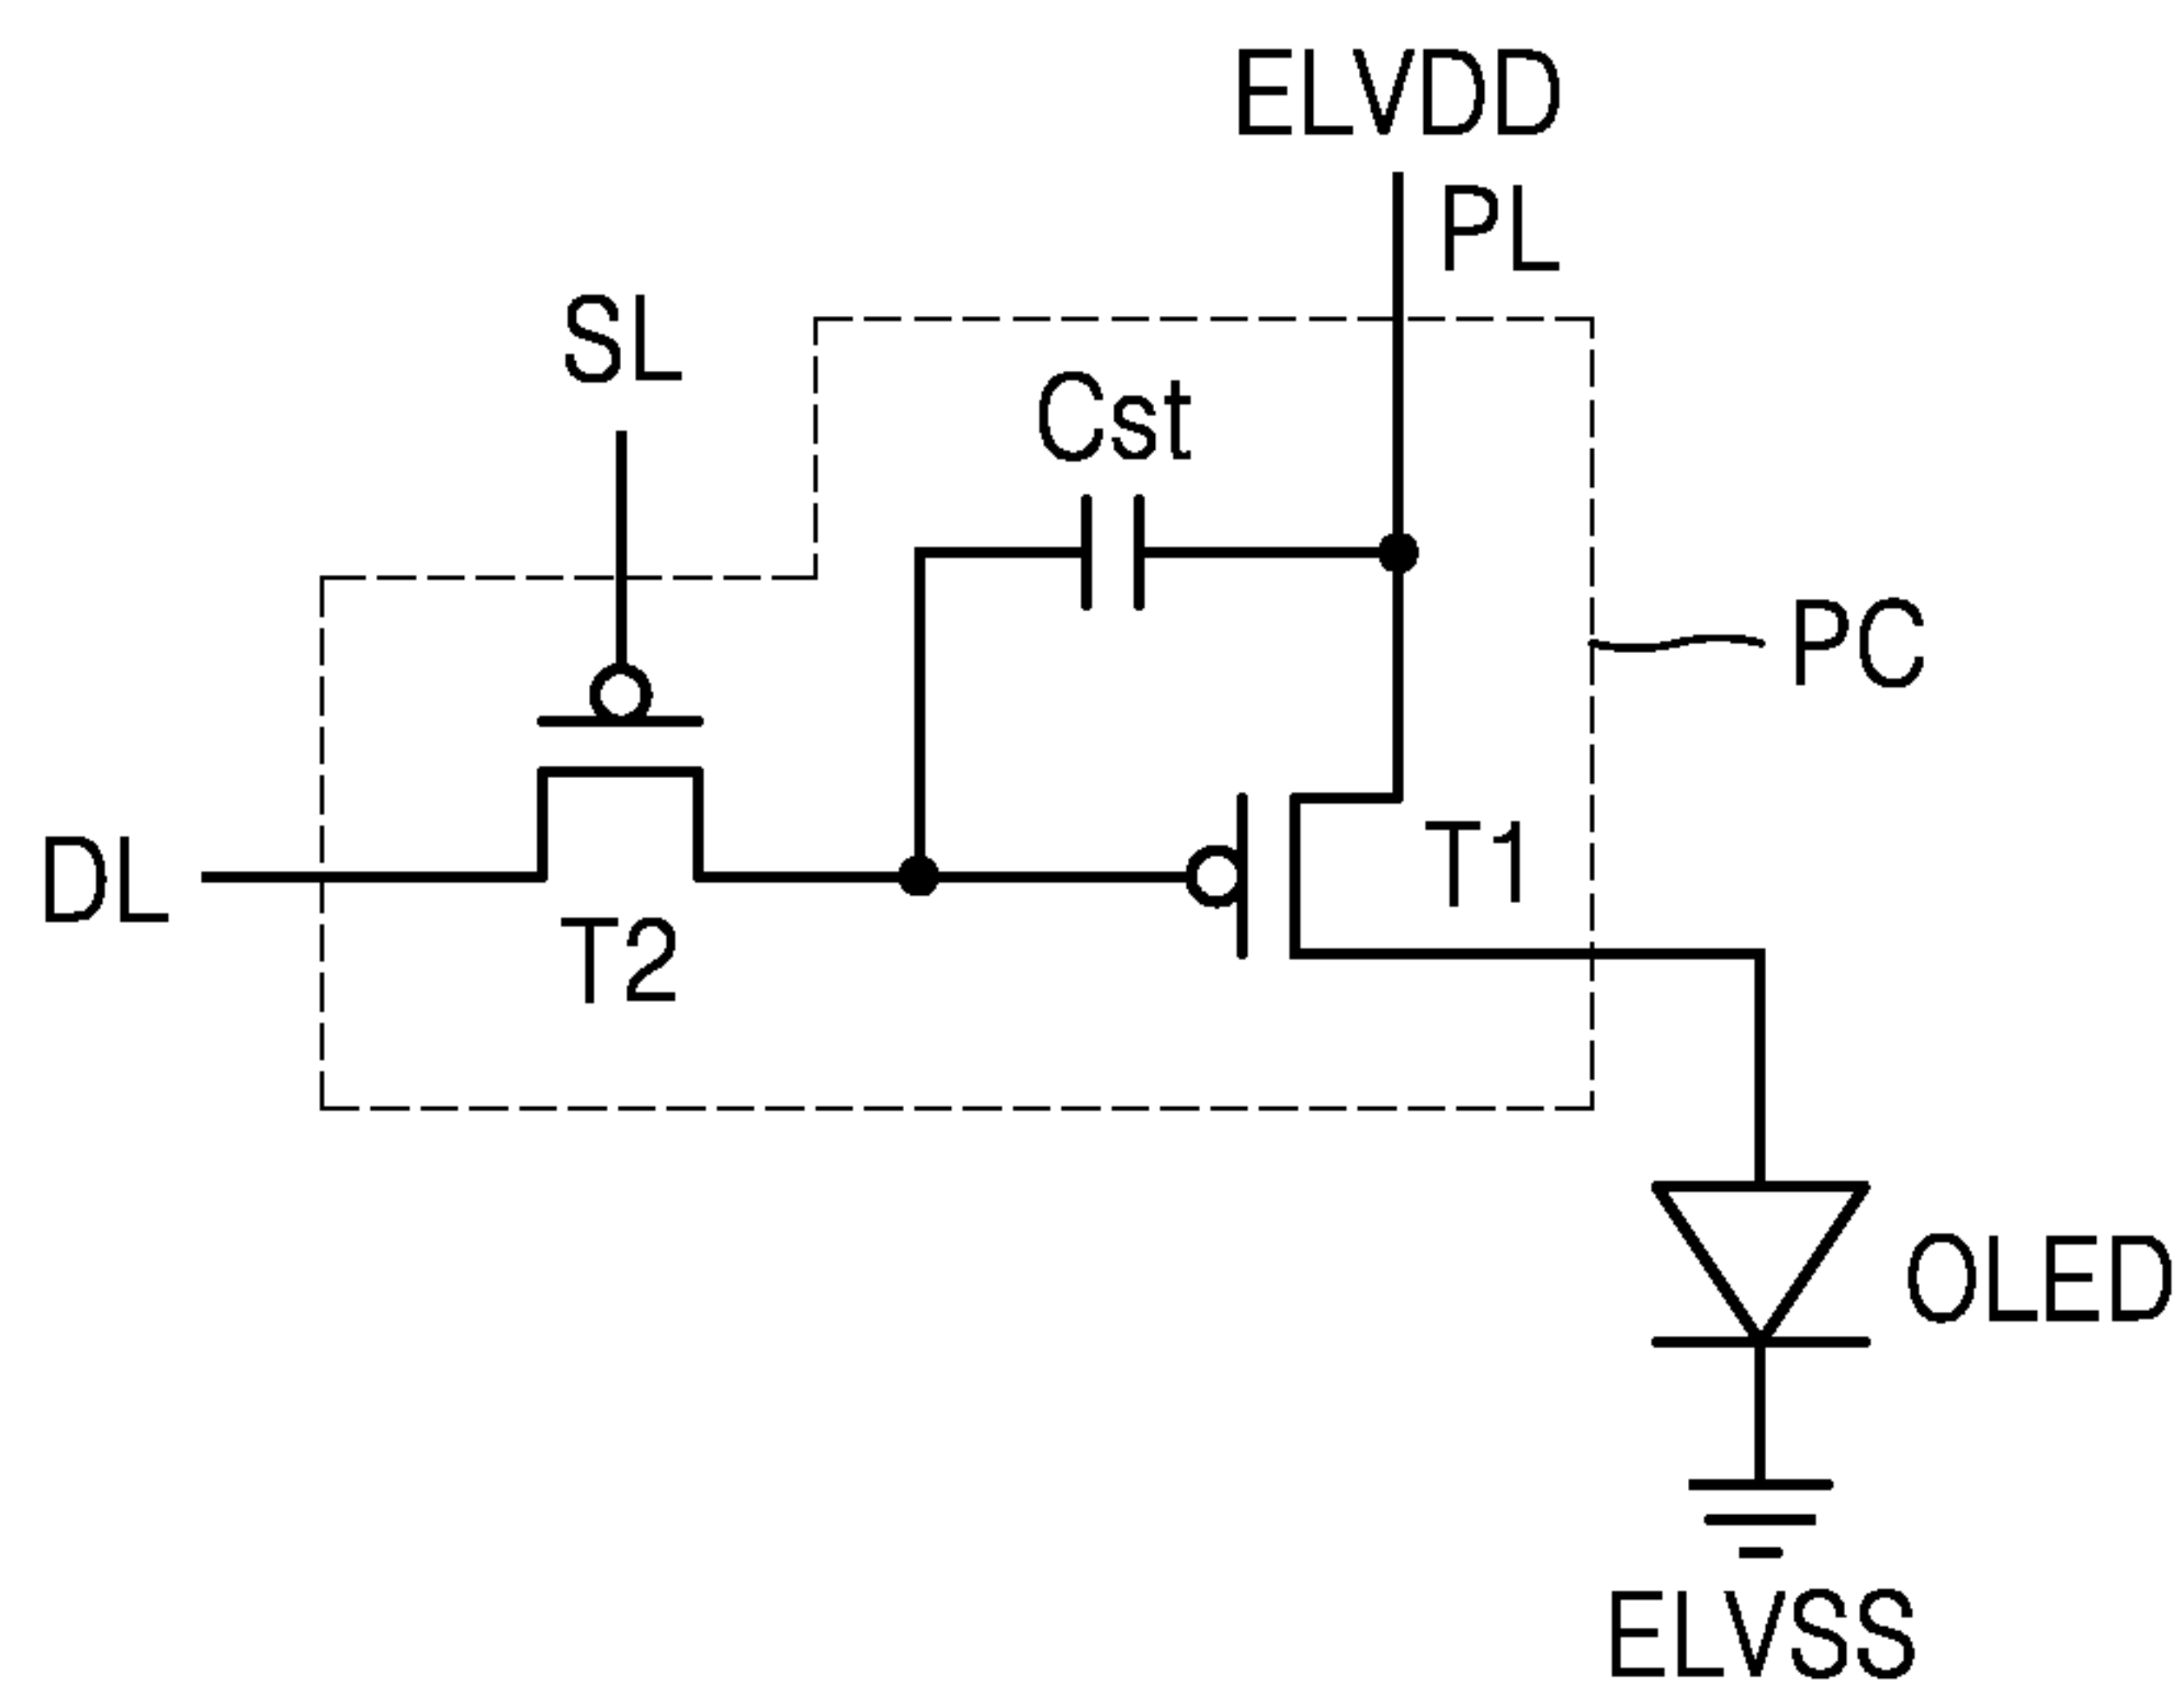 ELVDD
PL
SL
Cst
PC
DL
T1
T2
OLED
ELVSS